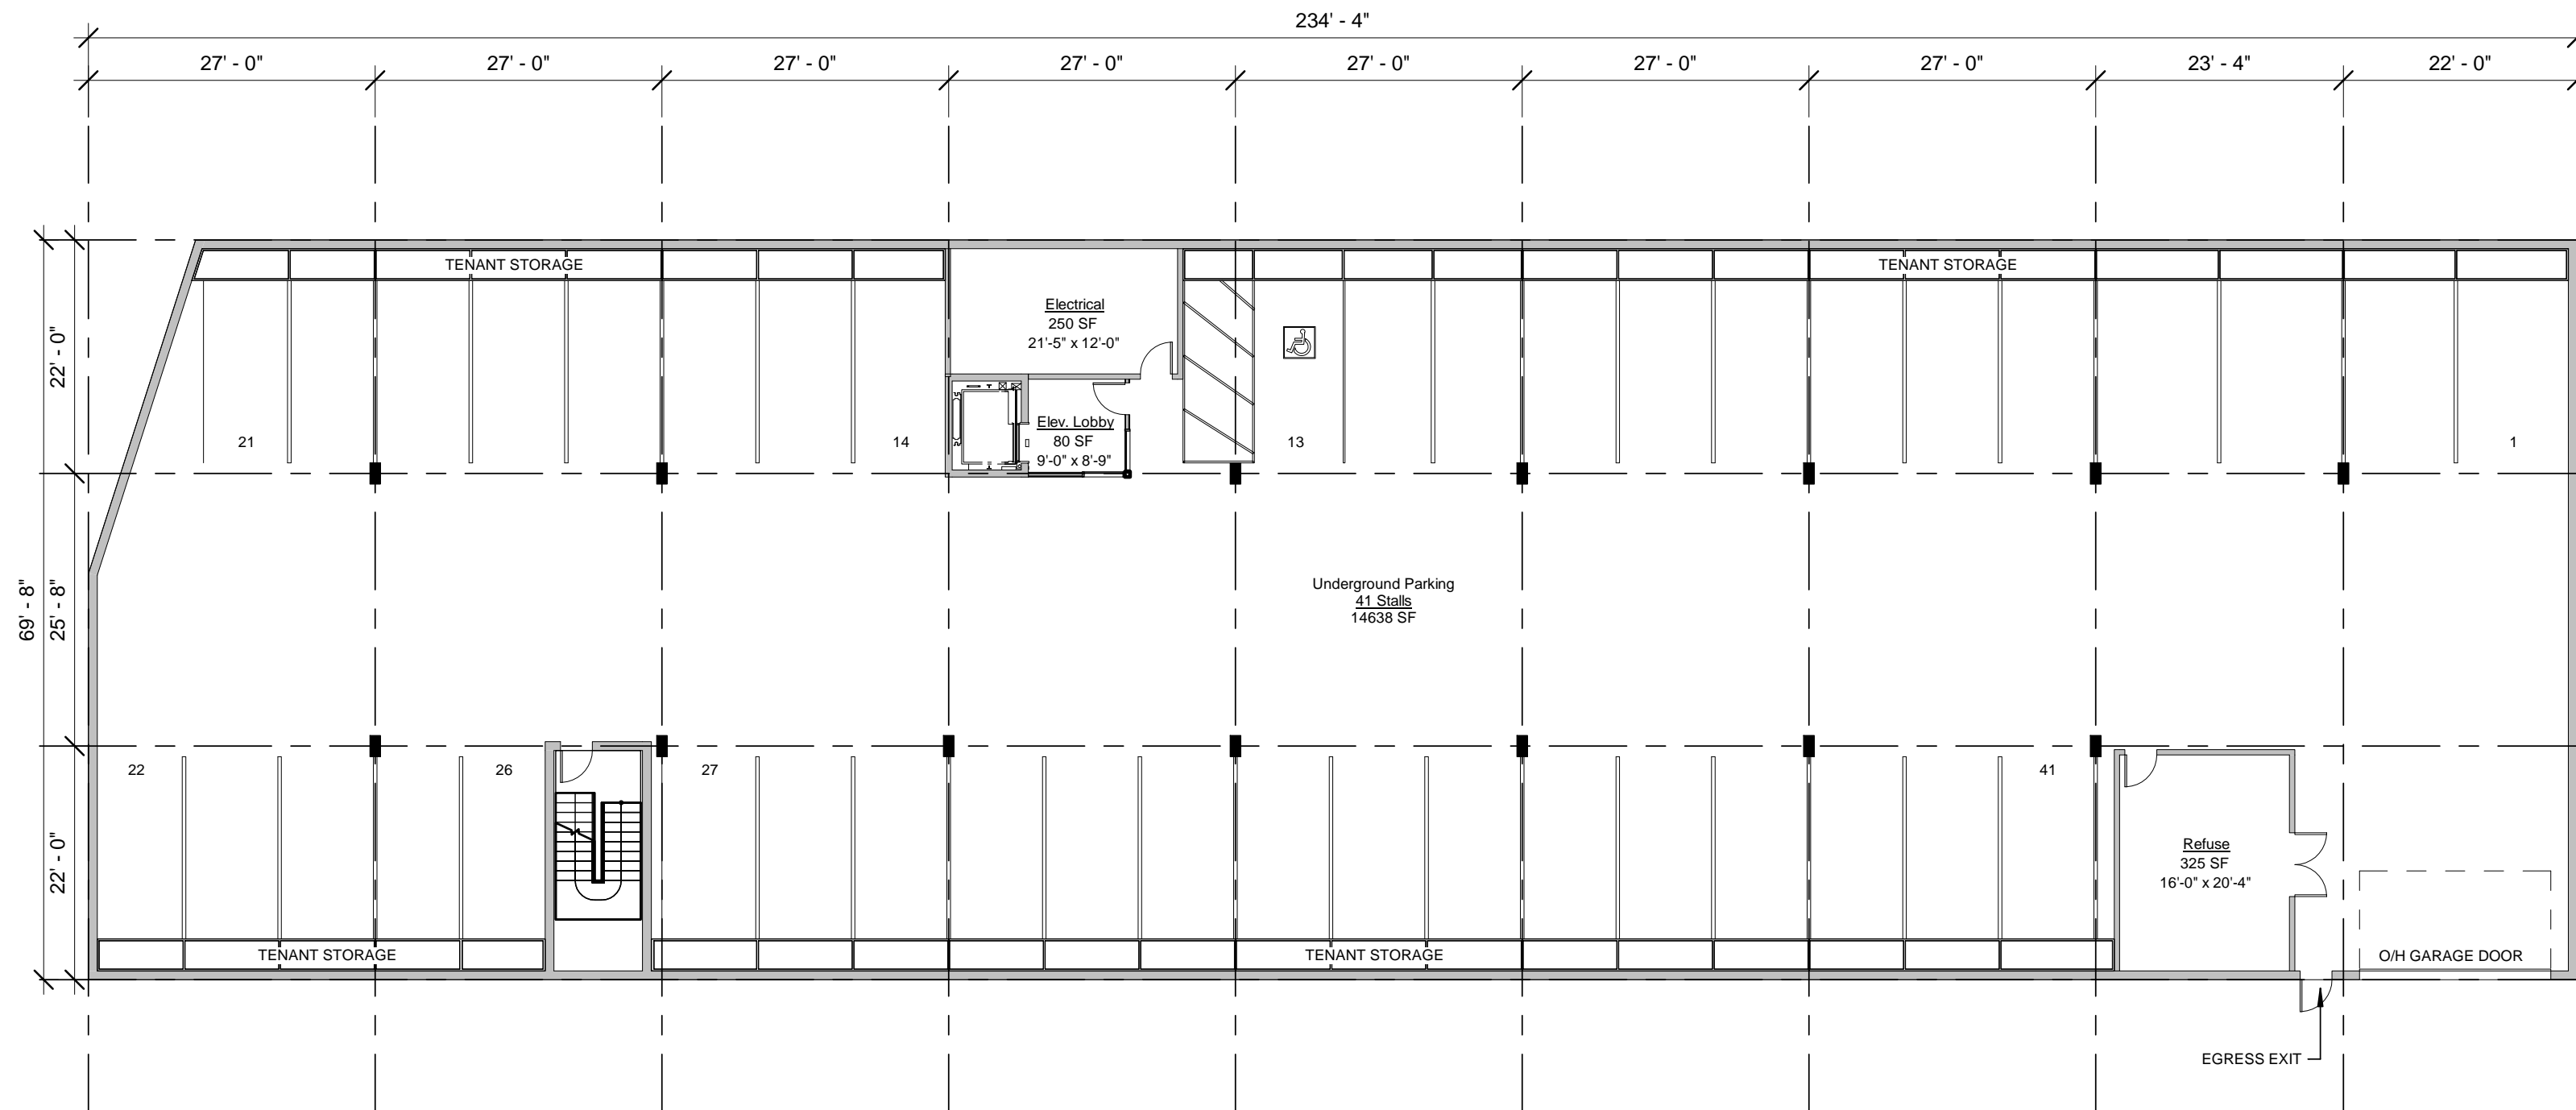 234' - 4"
27' - 0"
27' - 0"
27' - 0"
27' - 0"
27' - 0"
27' - 0"
27' - 0"
23' - 4"
22' - 0"
TENANT STORAGE
TENANT STORAGE
Electrical
250 SF
21'-5" x 12'-0"
22' - 0"
21
14
Elev. Lobby
80 SF
9'-0" x 8'-9"
13
1
69' - 8"
25' - 8"
Underground Parking
41 Stalls
14638 SF
22
26
27
41
22' - 0"
Refuse
325 SF
16'-0" x 20'-4"
TENANT STORAGE
TENANT STORAGE
O/H GARAGE DOOR
EGRESS EXIT